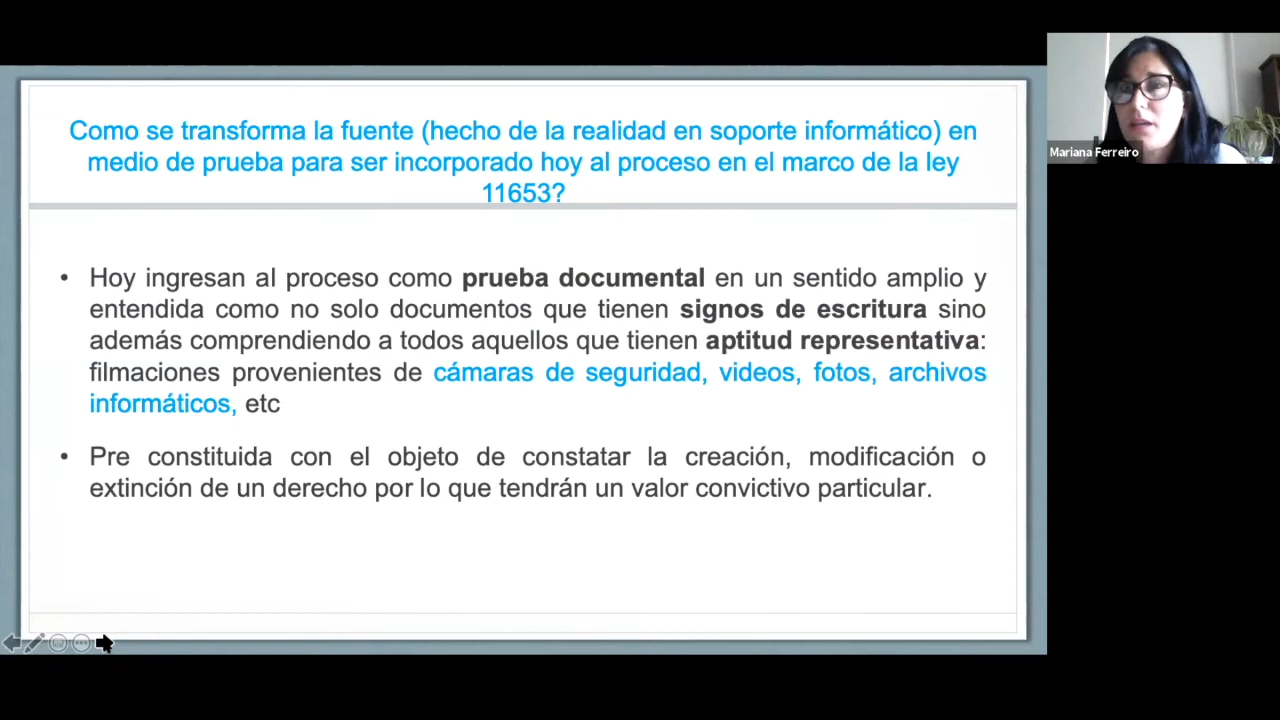 Como se transforma la fuente (hecho de la realidad en soporte informático) en
medio de prueba para ser incorporado hoy al proceso en el marco de la ley
11653?
• Hoy ingresan al proceso como prueba documental en un sentido amplio y
entendida como no solo documentos que tienen signos de escritura sino
además comprendiendo a todos aquellos que tienen aptitud representativa:
filmaciones provenientes de cámaras de seguridad, videos, fotos, archivos
informáticos, etc
• Pre constituida con el objeto de constatar la creación, modificación o
extinción de un derecho por lo que tendrán un valor convictivo particular.
Mariana Ferreiro